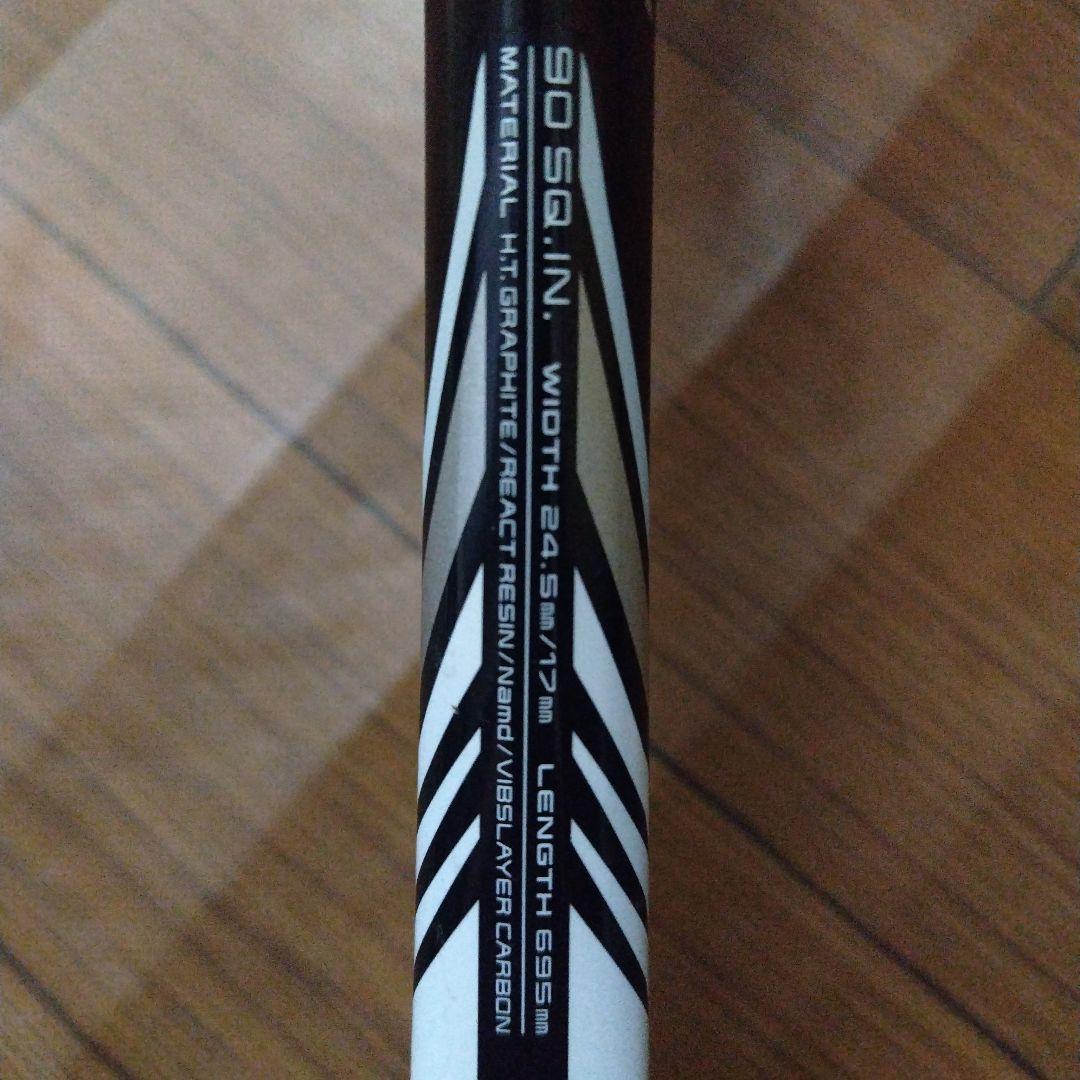 90 SQ.IN. WIDTH 24.5mm/17mm LENGTH 695mm
MATERIAL H.T.GRAPHITE/REACT RESIN/Namd/VIBSLAYER CARBON